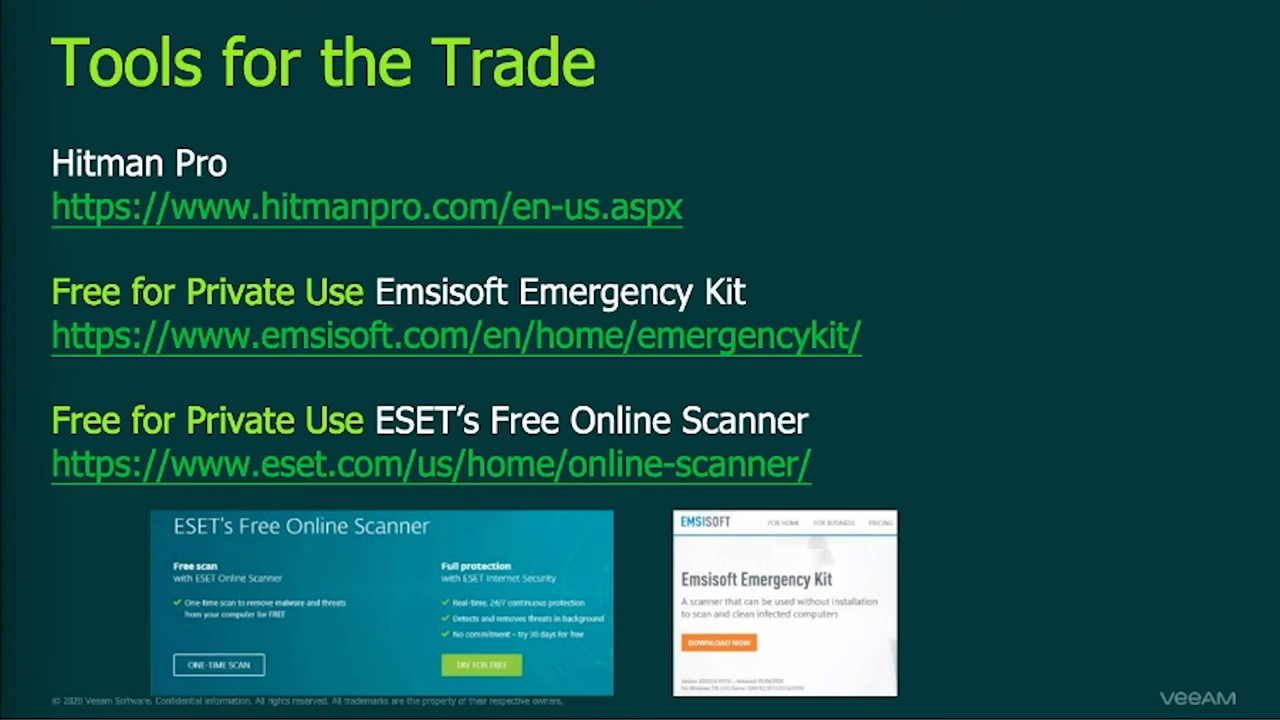 Tools for the Trade
Hitman Pro
https://www.hitmanpro.com/en-us.aspx
Free for Private Use Emsisoft Emergency Kit
https://www.emsisoft.com/en/home/emergencykit/
Free for Private Use ESET’s Free Online Scanner
https://www.eset.com/us/home/online-scanner/
ESET's Free Online Scanner
Free scan
with ESET Online Scanner
One-time scan to remove malware and threats
from your computer for FREE
ONE-TIME SCAN
Full protection
with ESET Internet Security
Real-time, 24/7 continuous protection
Detects and removes threats in background
No commitment – try 30 days for free
TRY FOR FREE
EMSISOFT FOR HOME FOR BUSINESS PRICING
Emsisoft Emergency Kit
A scanner that can be used without installation
to scan and clean infected computers
DOWNLOAD NOW
© 2020 Veeam Software. Confidential information. All rights reserved. All trademarks are the property of their respective owners.
VEEAM